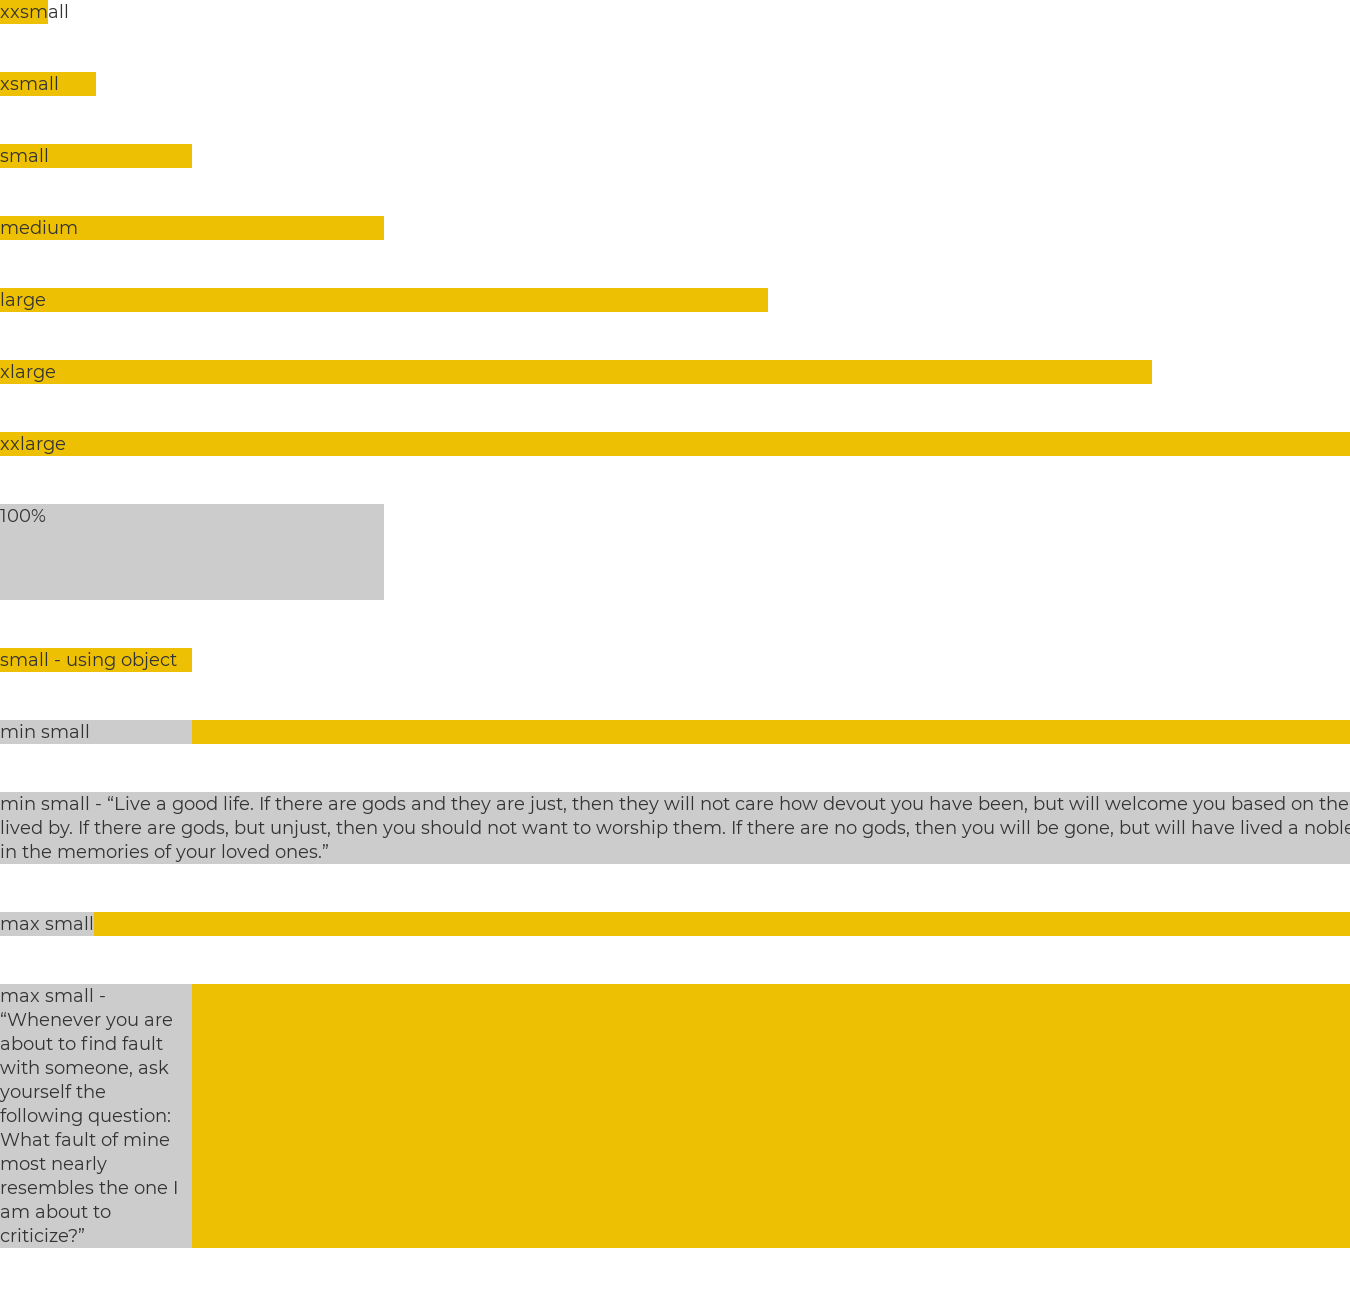 xxsmall
xsmall
small
medium
large
xlarge
xxlarge
100%
small - using object
min small
min small - “Live a good life. If there are gods and they are just, then they will not care how devout you have been, but will welcome you based on the
lived by. If there are gods, but unjust, then you should not want to worship them. If there are no gods, then you will be gone, but will have lived a noble
in the memories of your loved ones.”
max small
max small -
“Whenever you are
about to find fault
with someone, ask
yourself the
following question:
What fault of mine
most nearly
resembles the one I
am about to
criticize?”